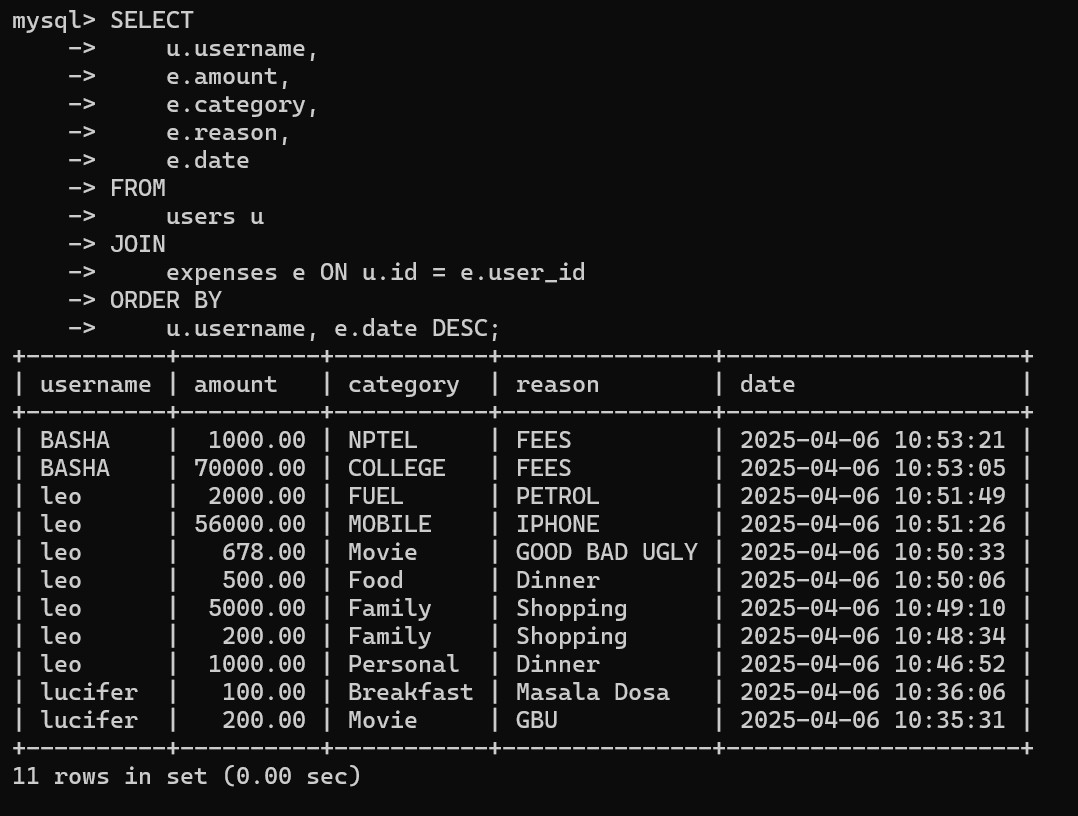 mysql> SELECT
    ->     u.username,
    ->     e.amount,
    ->     e.category,
    ->     e.reason,
    ->     e.date
    -> FROM
    ->     users u
    -> JOIN
    ->     expenses e ON u.id = e.user_id
    -> ORDER BY
    ->     u.username, e.date DESC;
+----------+----------+-----------+---------------+---------------------+
| username | amount   | category  | reason        | date                |
+----------+----------+-----------+---------------+---------------------+
| BASHA    |  1000.00 | NPTEL     | FEES          | 2025-04-06 10:53:21 |
| BASHA    | 70000.00 | COLLEGE   | FEES          | 2025-04-06 10:53:05 |
| leo      |  2000.00 | FUEL      | PETROL        | 2025-04-06 10:51:49 |
| leo      | 56000.00 | MOBILE    | IPHONE        | 2025-04-06 10:51:26 |
| leo      |   678.00 | Movie     | GOOD BAD UGLY | 2025-04-06 10:50:33 |
| leo      |   500.00 | Food      | Dinner        | 2025-04-06 10:50:06 |
| leo      |  5000.00 | Family    | Shopping      | 2025-04-06 10:49:10 |
| leo      |   200.00 | Family    | Shopping      | 2025-04-06 10:48:34 |
| leo      |  1000.00 | Personal  | Dinner        | 2025-04-06 10:46:52 |
| lucifer  |   100.00 | Breakfast | Masala Dosa   | 2025-04-06 10:36:06 |
| lucifer  |   200.00 | Movie     | GBU           | 2025-04-06 10:35:31 |
+----------+----------+-----------+---------------+---------------------+
11 rows in set (0.00 sec)